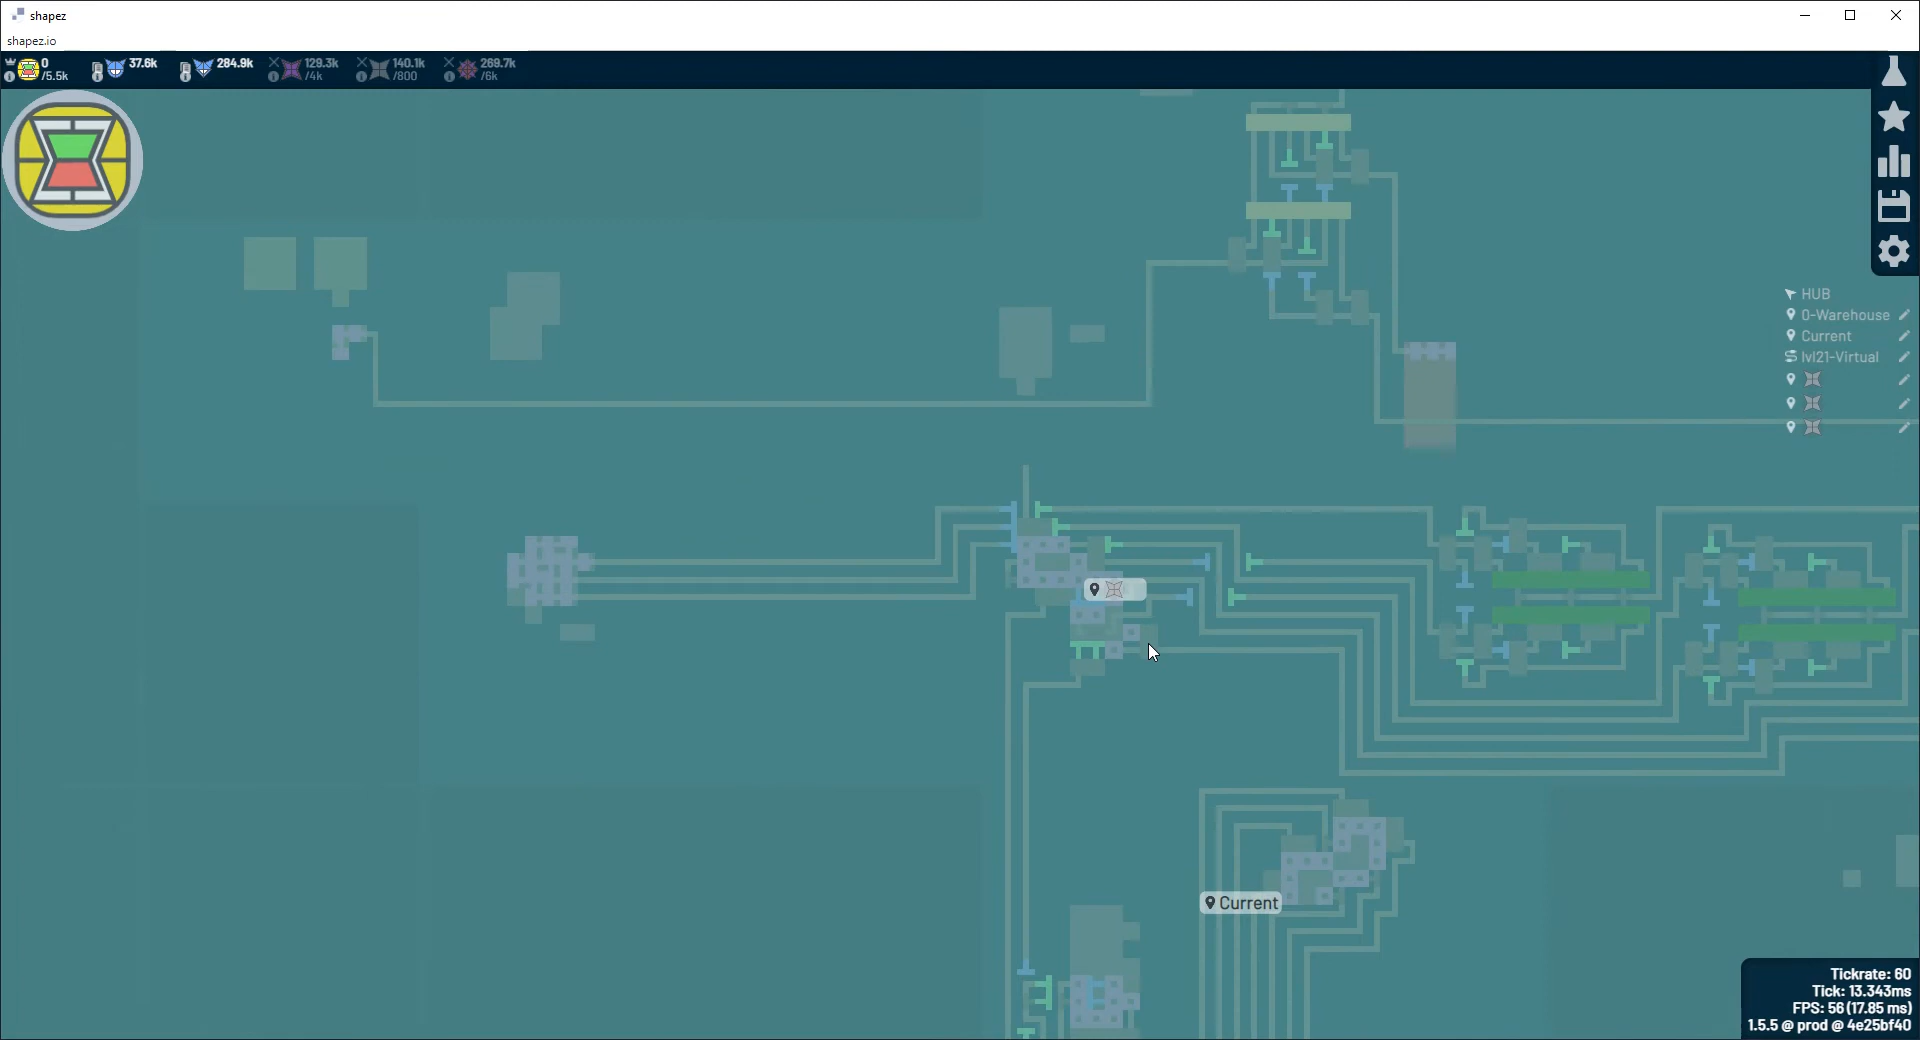 shapez
shapez.io
0
/5.5k
37.6k
284.9k
129.3k
/4k
140.1k
/800
269.7k
/6k
HUB
0-Warehouse
Current
lvl21-Virtual
Current
Tickrate: 60
Tick: 13.343ms
FPS: 56 (17.85 ms)
1.5.5 @ prod @ 4e25bf40